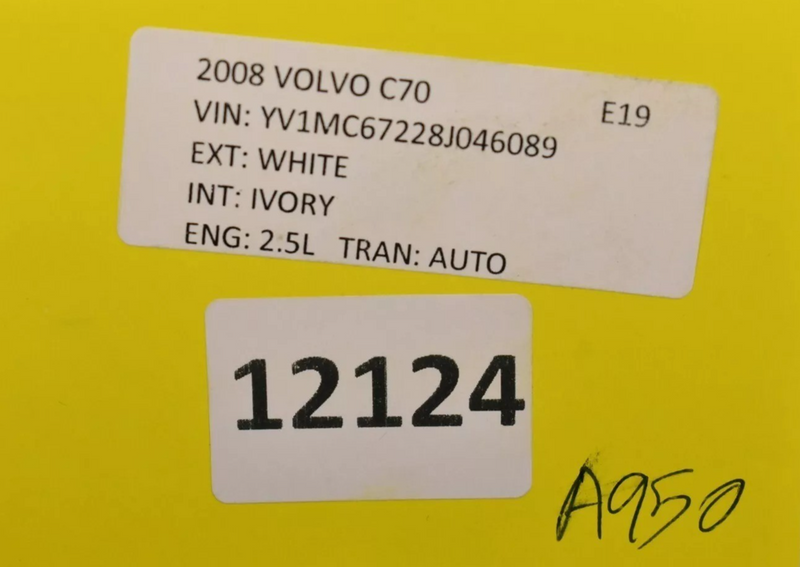 2008 VOLVO C70 E19
VIN: YV1MC67228J046089
EXT: WHITE
INT: IVORY
ENG: 2.5L TRAN: AUTO
12124
A950